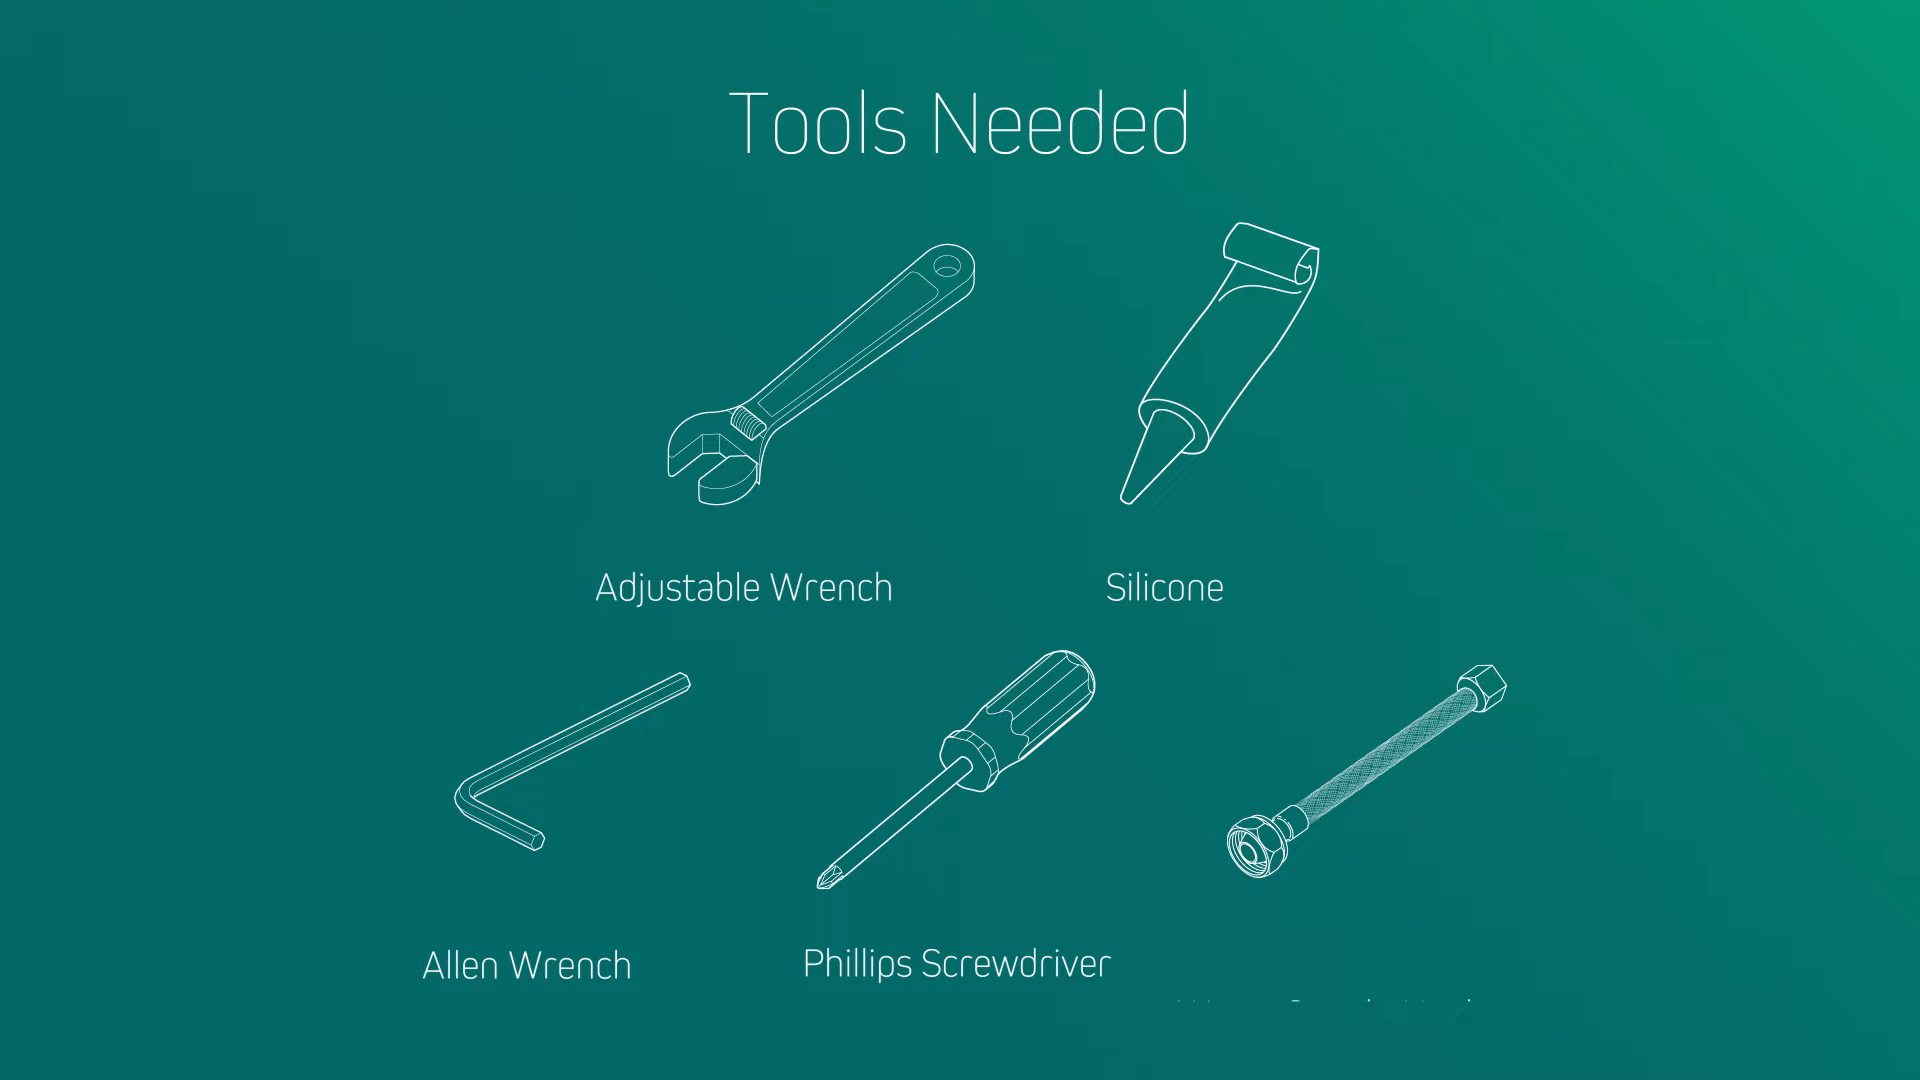 Tools Needed
Adjustable Wrench
Silicone
Allen Wrench
Phillips Screwdriver